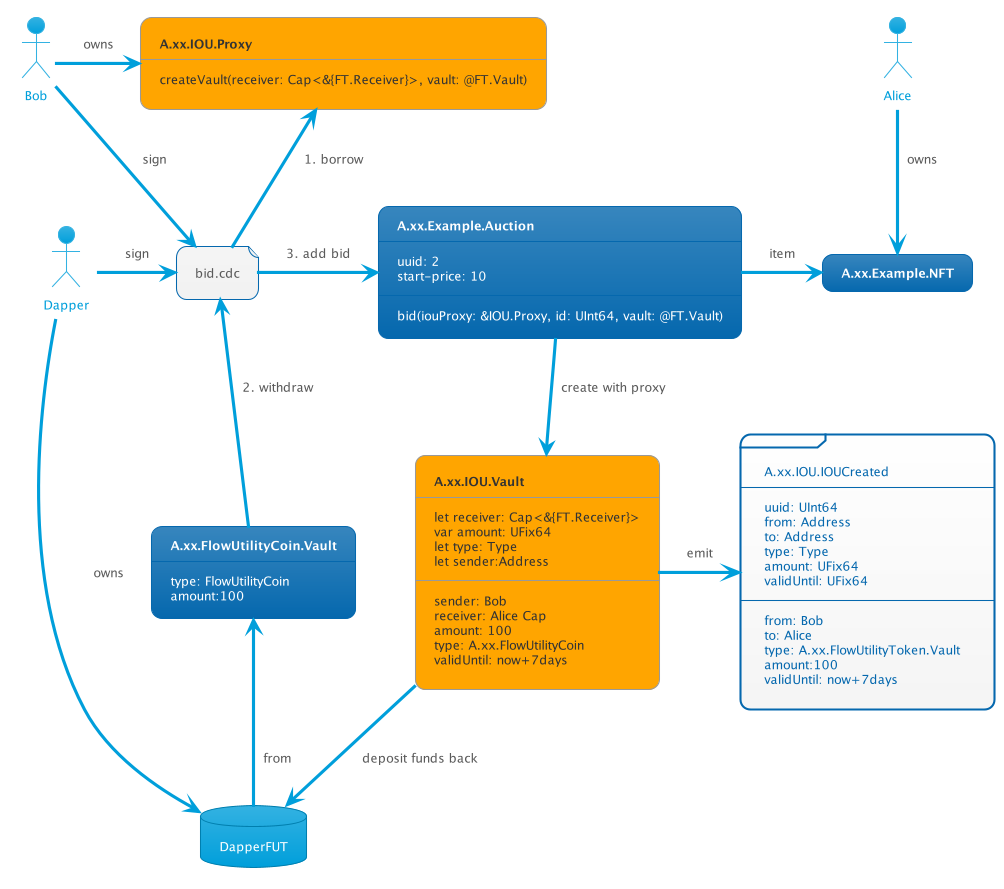 Bob
owns
A.xx.IOU.Proxy
createVault(receiver: Cap<&{FT.Receiver}>, vault: @FT.Vault)
Alice
sign
1. borrow
owns
Dapper
sign
bid.cdc
3. add bid
A.xx.Example.Auction
uuid: 2
start-price: 10
bid(iouProxy: &IOU.Proxy, id: UInt64, vault: @FT.Vault)
item
A.xx.Example.NFT
2. withdraw
create with proxy
A.xx.IOU.Vault
let receiver: Cap<&{FT.Receiver}>
var amount: UFix64
let type: Type
let sender:Address
sender: Bob
receiver: Alice Cap
amount: 100
type: A.xx.FlowUtilityCoin
validUntil: now+7days
emit
A.xx.IOU.IOUCreated
uuid: UInt64
from: Address
to: Address
type: Type
amount: UFix64
validUntil: UFix64
from: Bob
to: Alice
type: A.xx.FlowUtilityToken.Vault
amount:100
validUntil: now+7days
owns
A.xx.FlowUtilityCoin.Vault
type: FlowUtilityCoin
amount:100
from
deposit funds back
DapperFUT